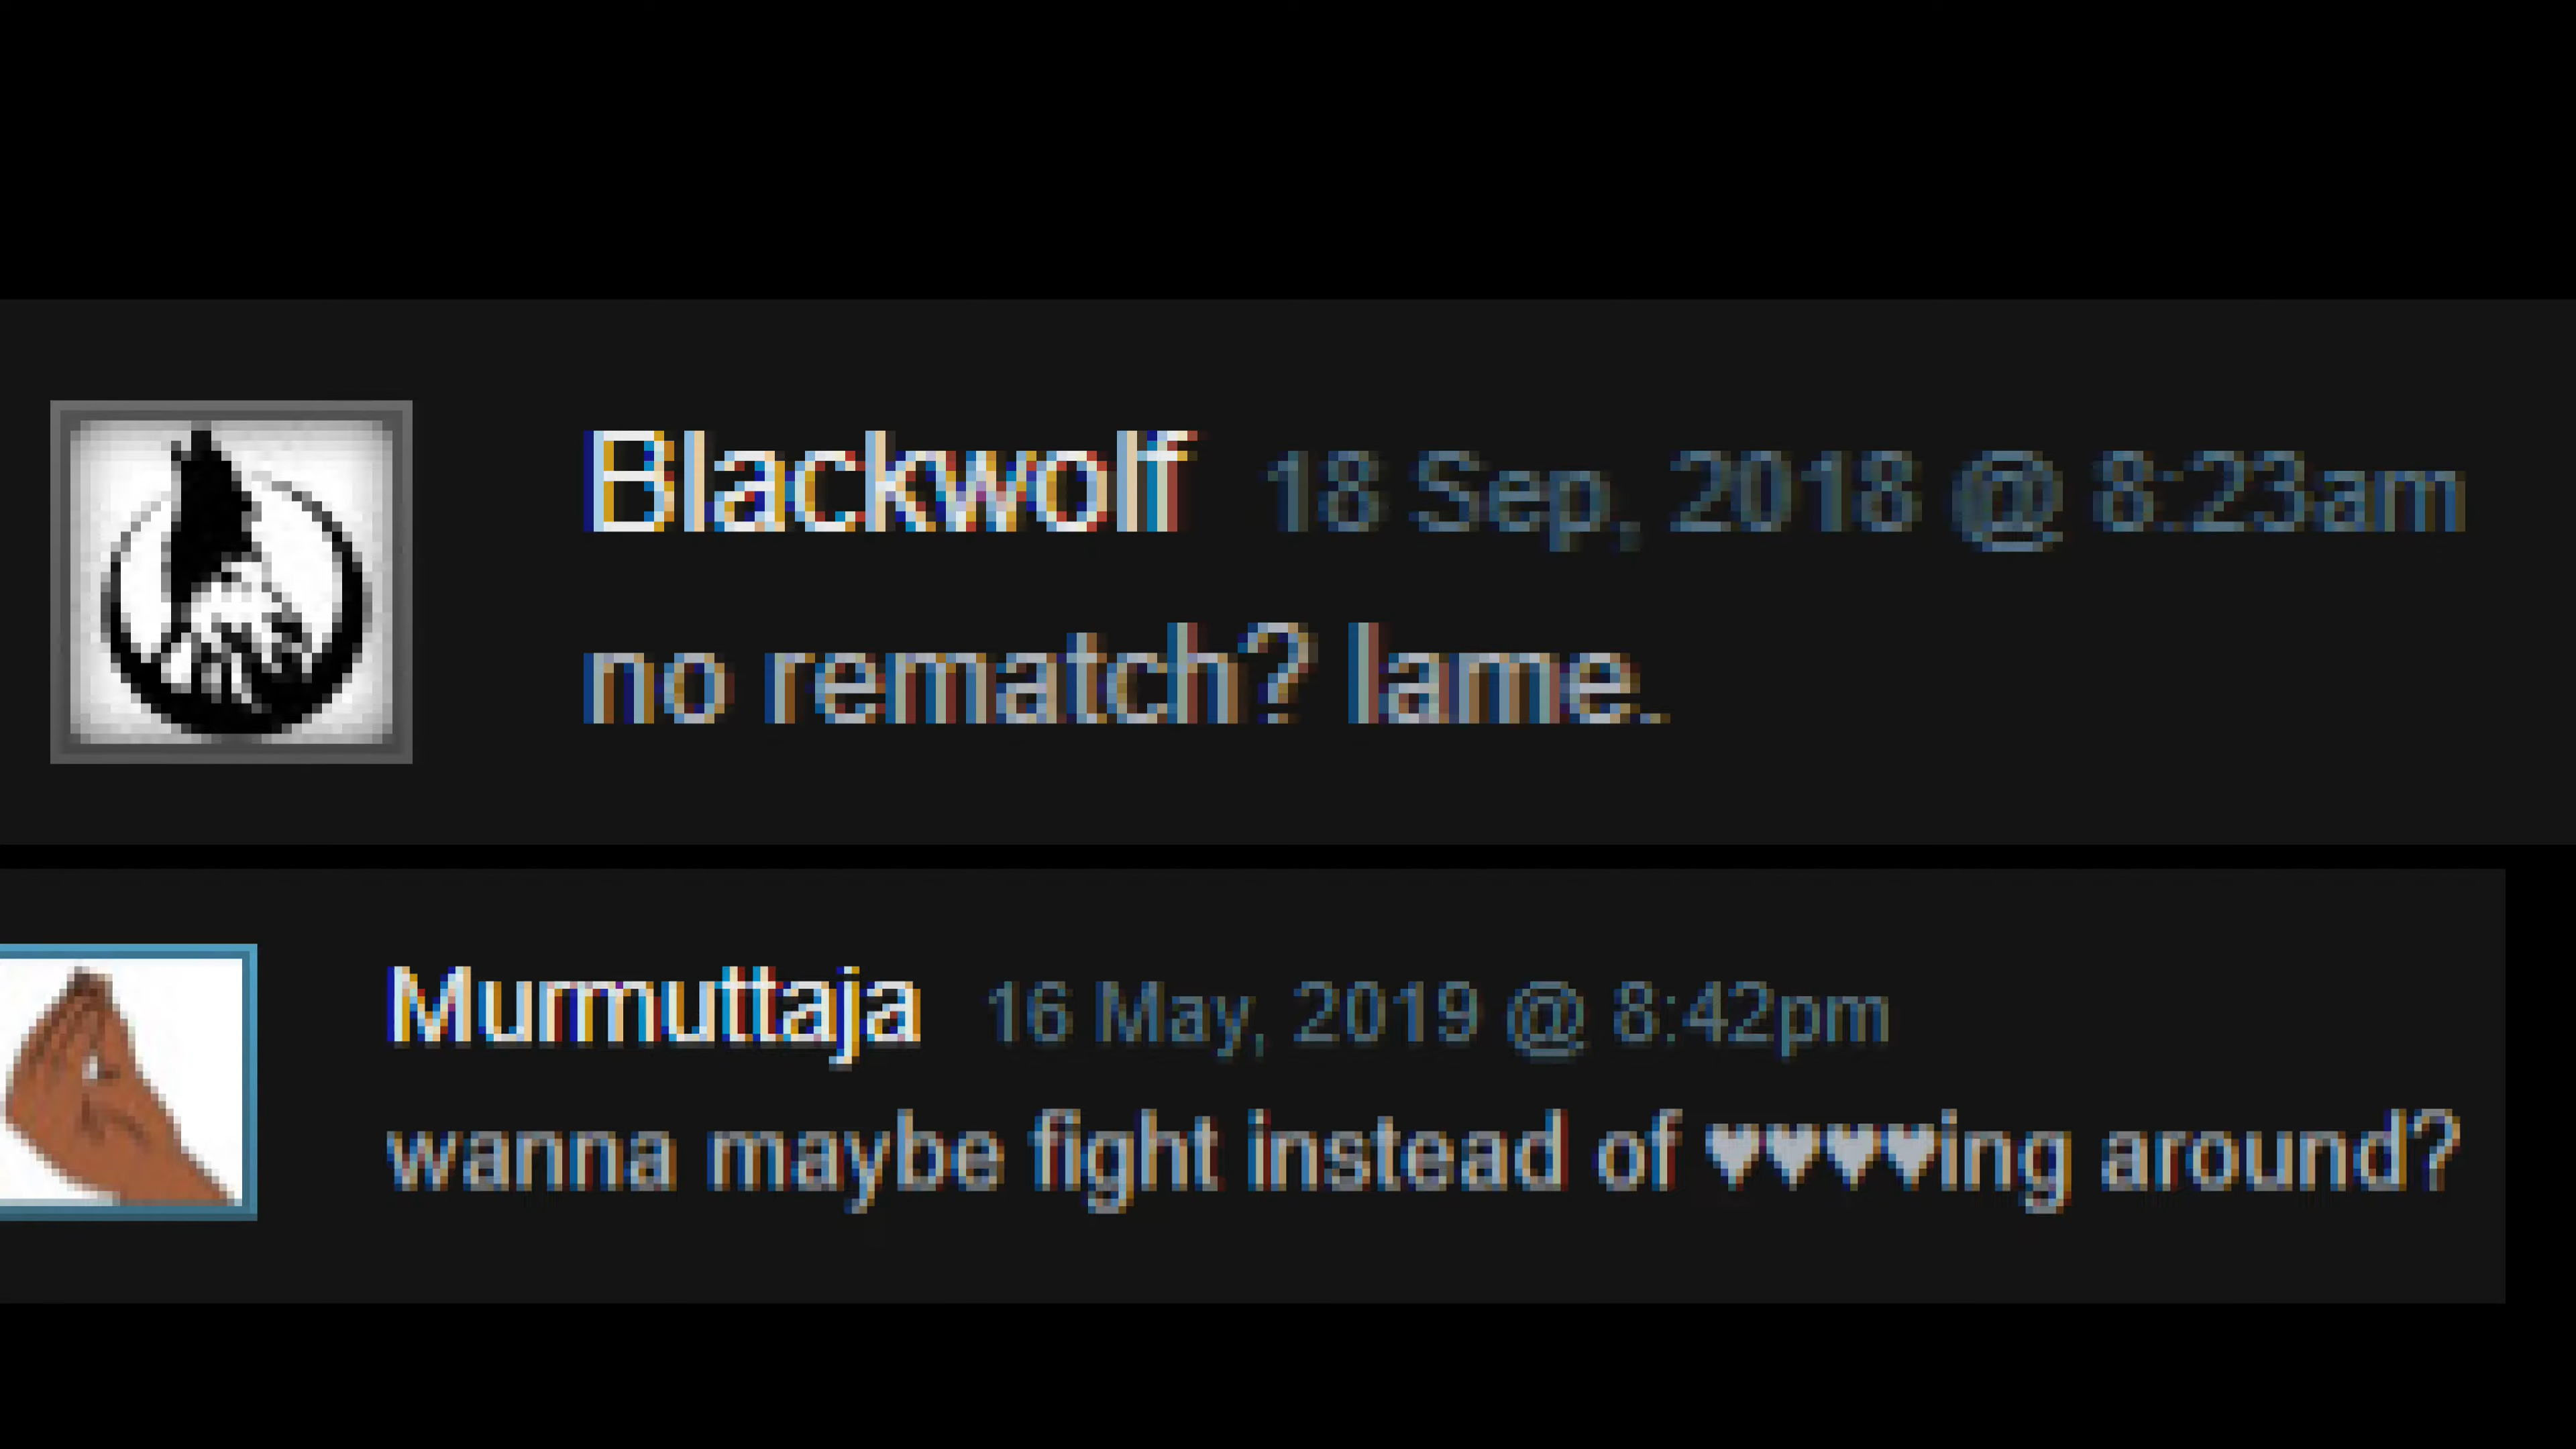 Blackwolf 18 Sep, 2018 @ 8:23am
no rematch? lame.
Murmuttaja 16 May, 2019 @ 8:42pm
wanna maybe fight instead of ♥♥♥♥ing around?